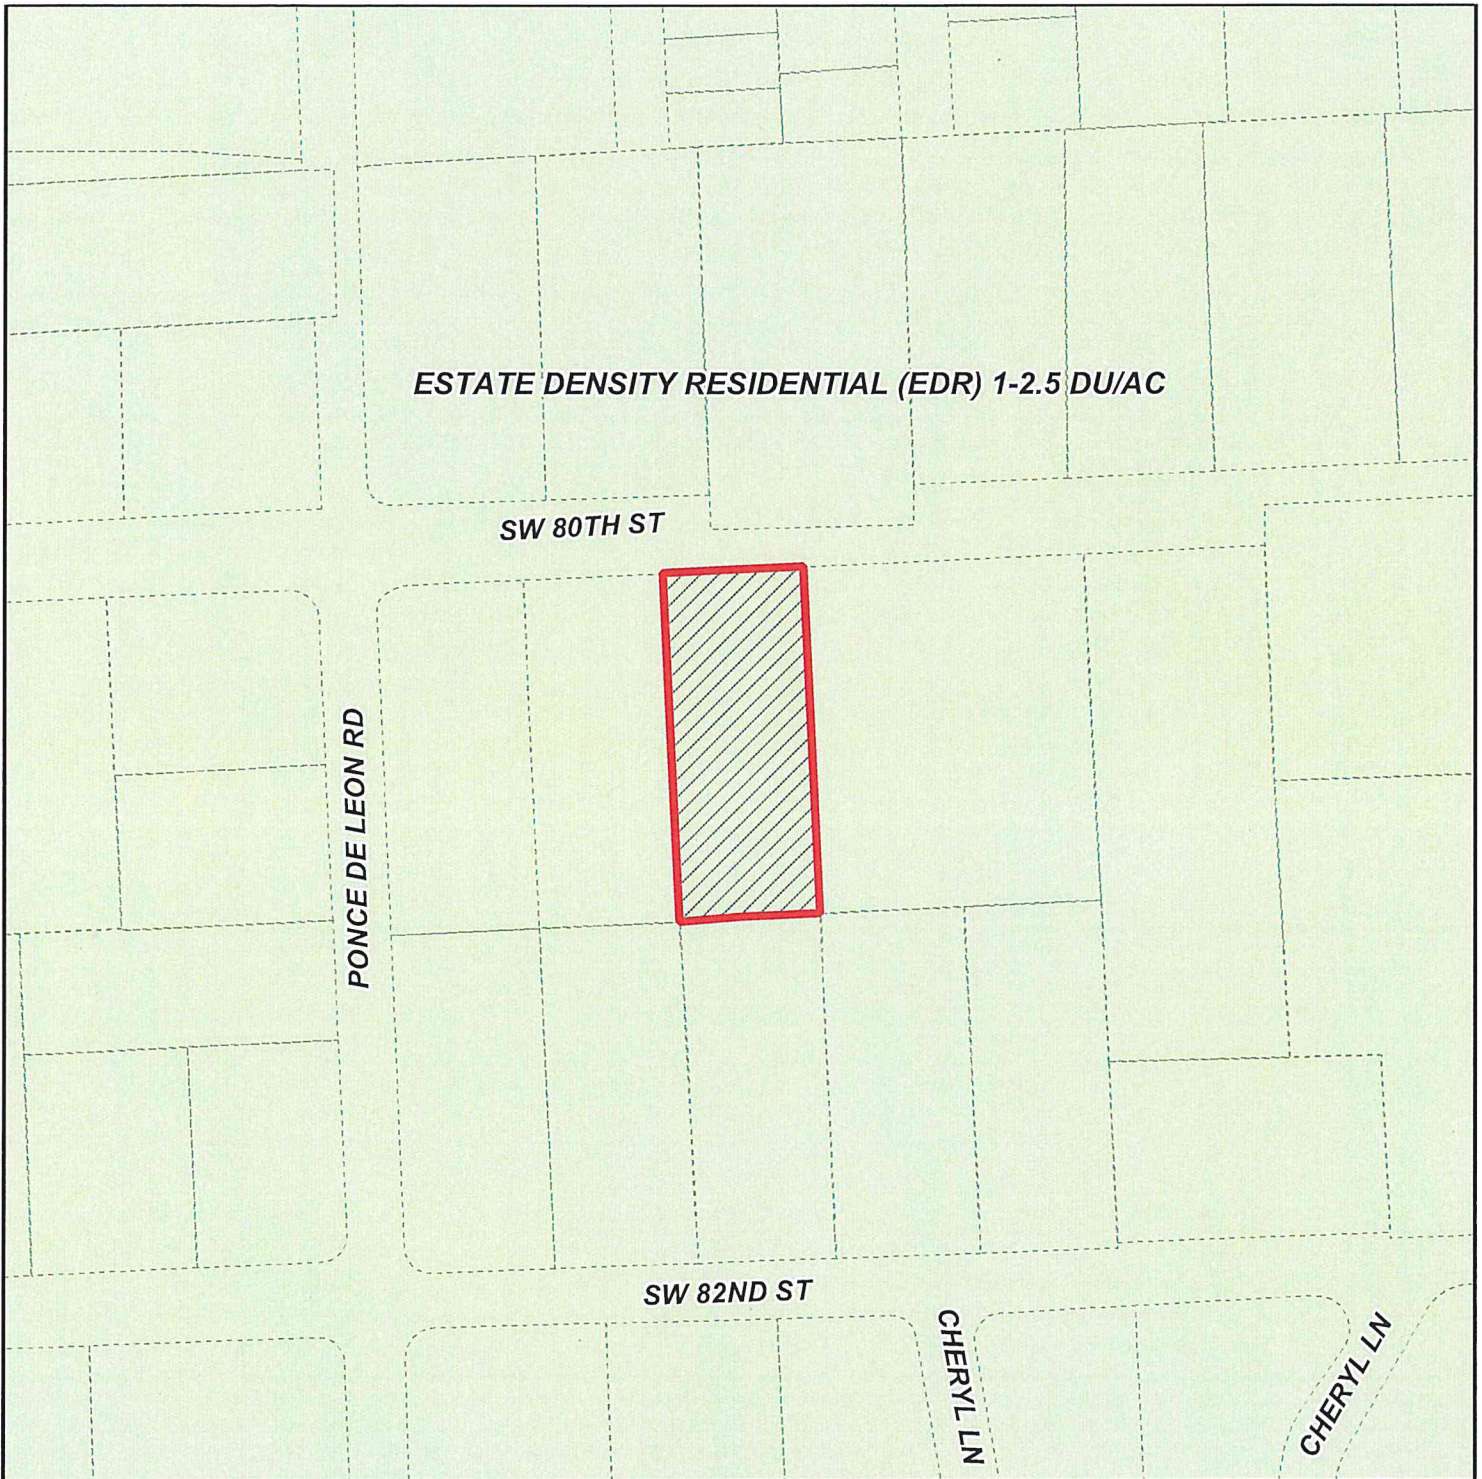 ESTATE DENSITY RESIDENTIAL (EDR) 1-2.5 DU/AC
SW 80TH ST
PONCE DE LEON RD
SW 82ND ST
CHERYL LN
CHERYL LN